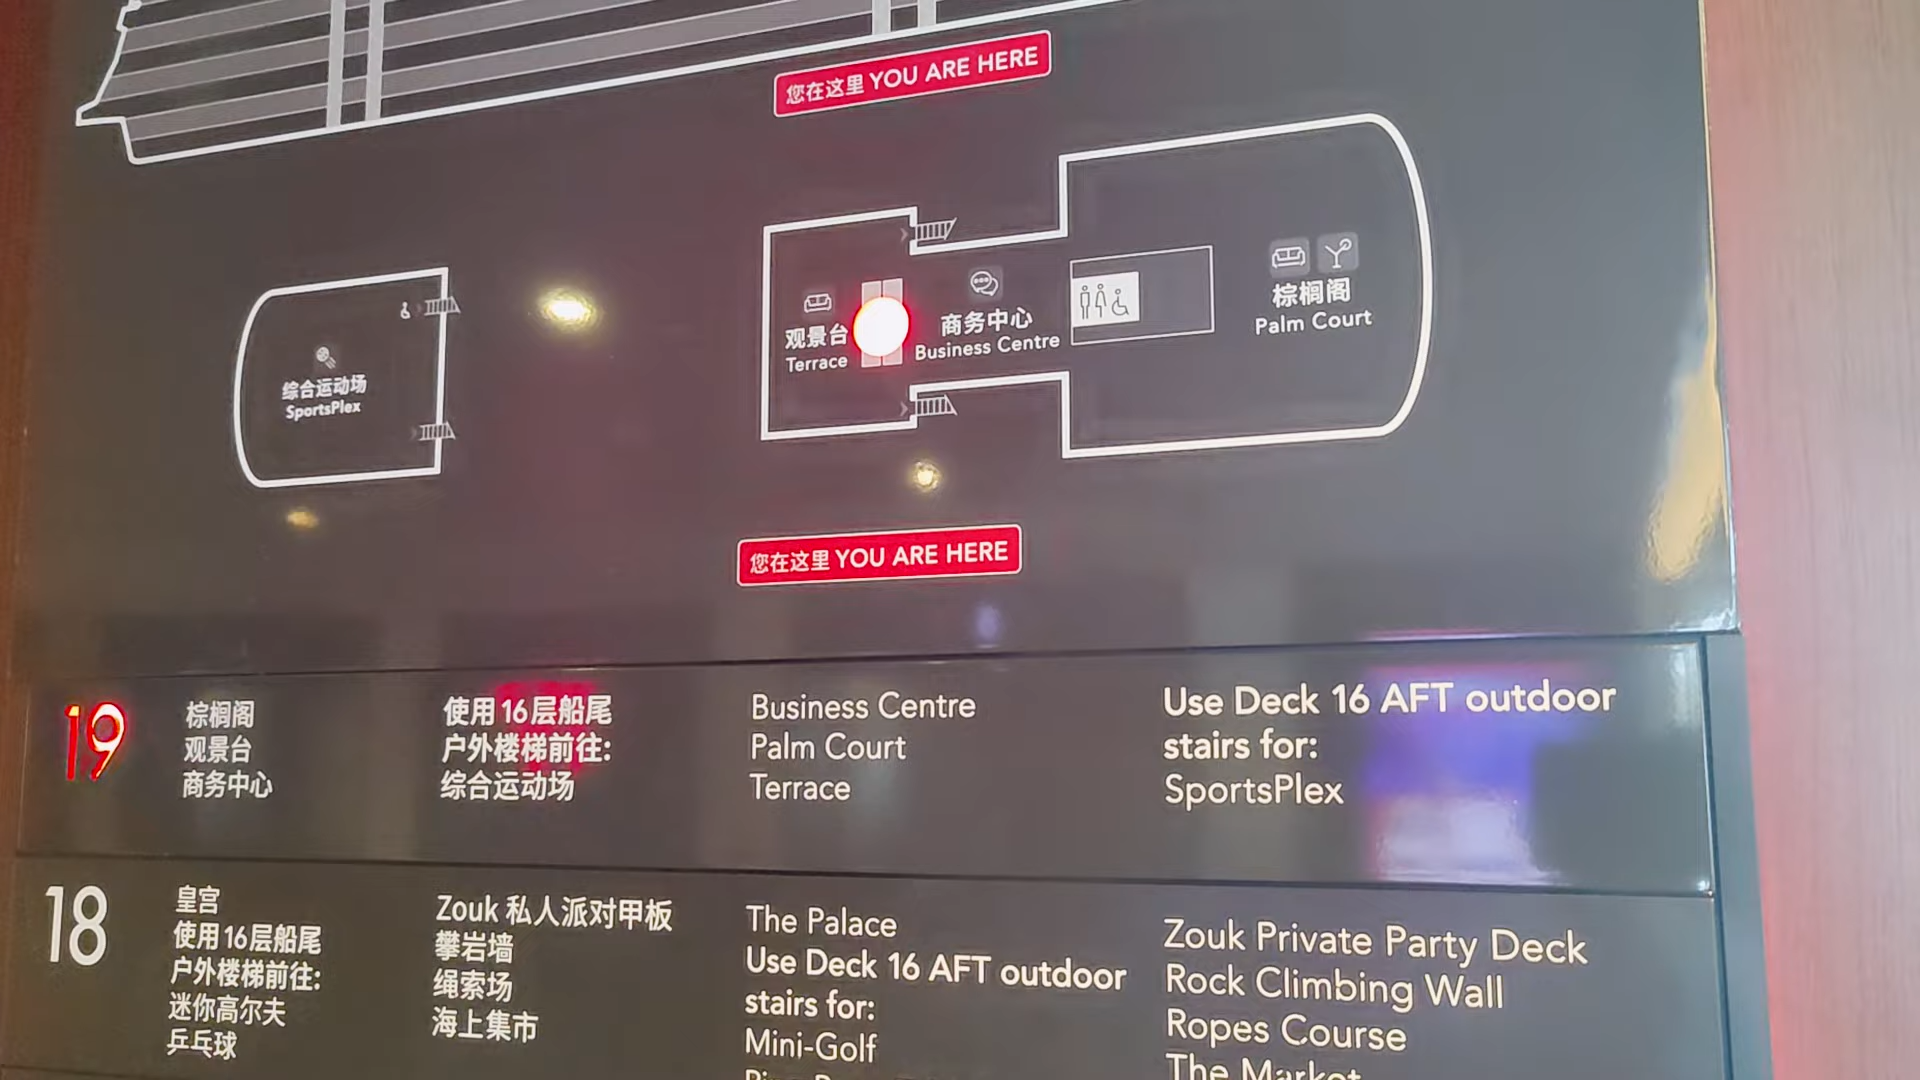 您在这里 YOU ARE HERE
综合运动场
SportsPlex
观景台
Terrace
商务中心
Business Centre
棕榈阁
Palm Court
您在这里 YOU ARE HERE
19
棕榈阁
观景台
商务中心
使用16层船尾
户外楼梯前往:
综合运动场
Business Centre
Palm Court
Terrace
Use Deck 16 AFT outdoor
stairs for:
SportsPlex
18
皇宫
使用16层船尾
户外楼梯前往:
迷你高尔夫
乒乓球
Zouk 私人派对甲板
攀岩墙
绳索场
海上集市
The Palace
Use Deck 16 AFT outdoor
stairs for:
Mini-Golf
Zouk Private Party Deck
Rock Climbing Wall
Ropes Course
The Market